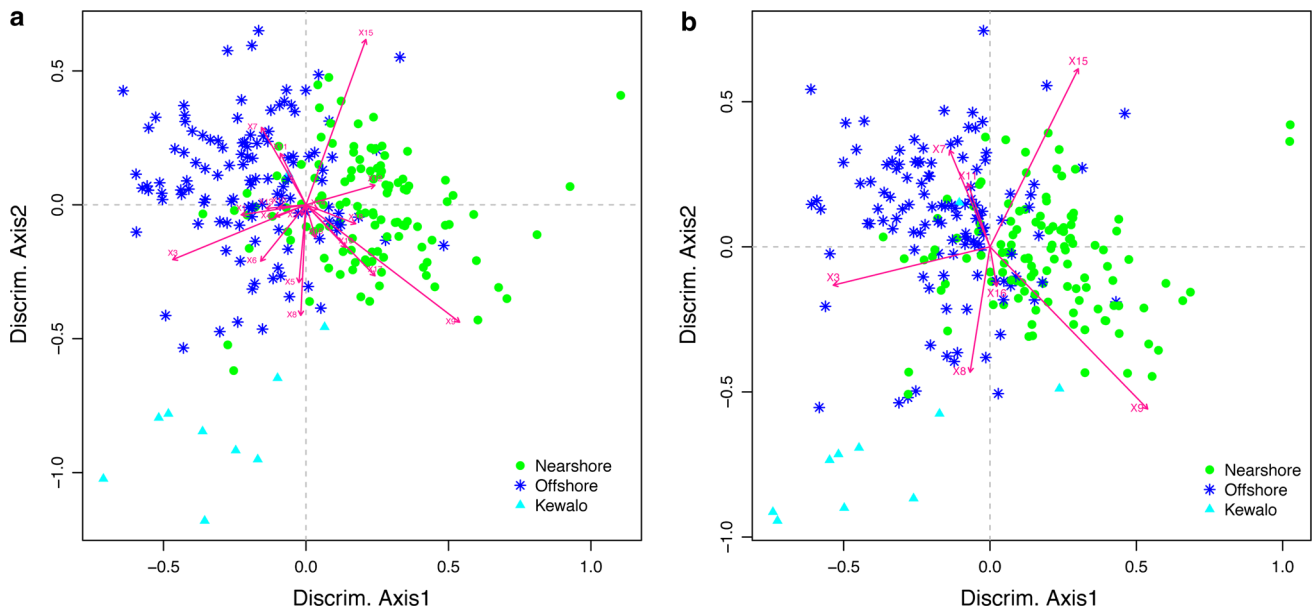 a
Discrim. Axis2
0.5
0.0
−0.5
−1.0
X15
X7
X3
X6
X5
X8
X9
Nearshore
Offshore
Kewalo
−0.5
0.0
0.5
1.0
Discrim. Axis1
b
Discrim. Axis2
0.5
0.0
−0.5
−1.0
X15
X7
X11
X3
X16
X8
X9
Nearshore
Offshore
Kewalo
−0.5
0.0
0.5
1.0
Discrim. Axis1